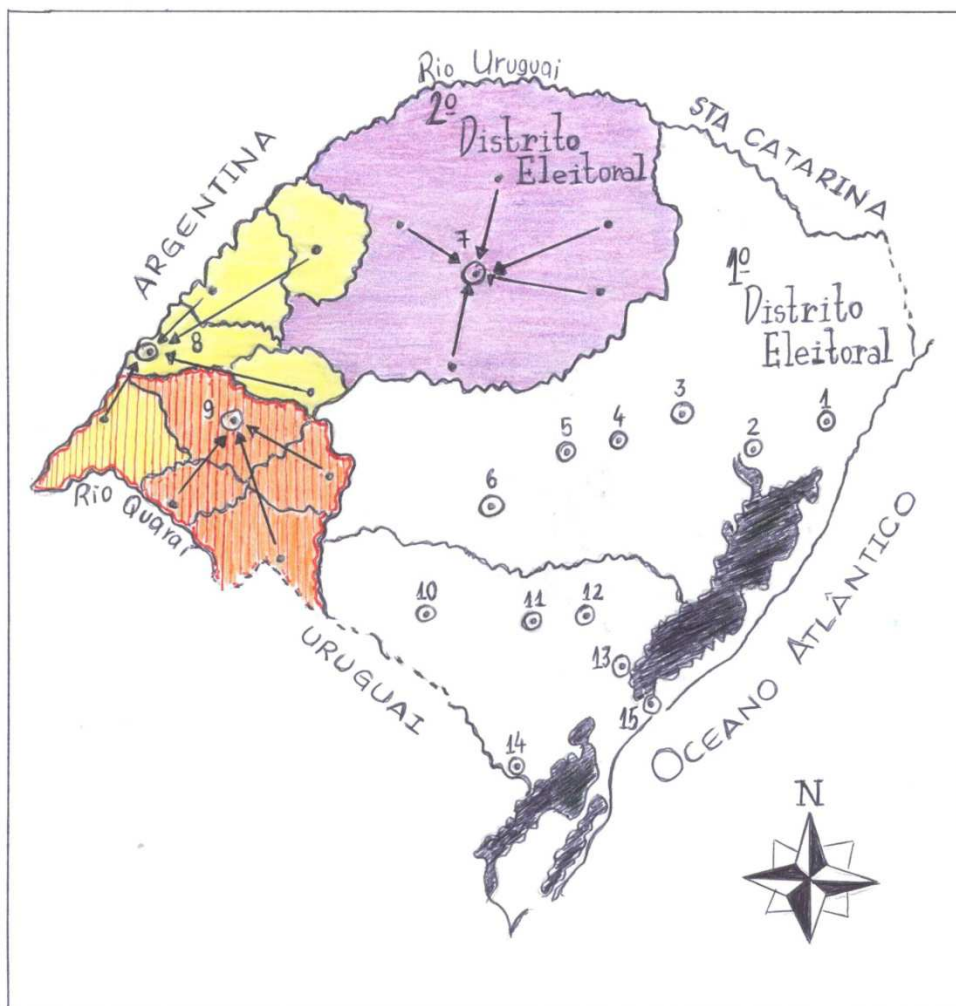 Rio Uruguai
2º
Distrito
Eleitoral
STA CATARINA
ARGENTINA
7
1º
Distrito
Eleitoral
8
9
3
1
5
4
2
6
Rio Quaraí
10
11
12
13
15
14
URUGUAI
OCEANO ATLÂNTICO
N